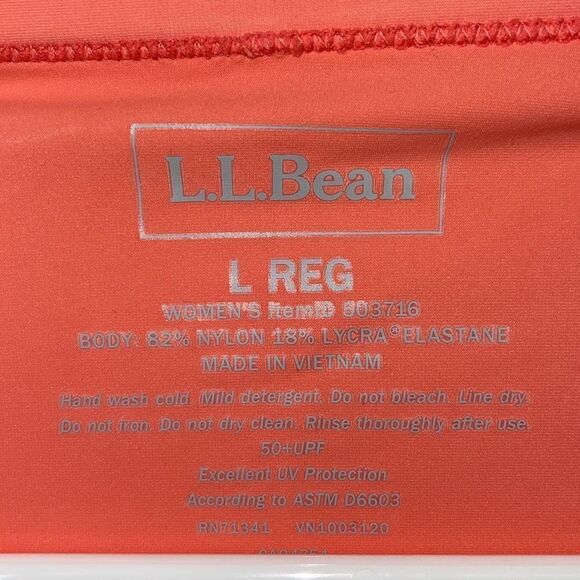 L.L.Bean
L REG
WOMEN'S ItemID 503716
BODY: 82% NYLON 18% LYCRA® ELASTANE
MADE IN VIETNAM
Hand wash cold. Mild detergent. Do not bleach. Line dry.
Do not iron. Do not dry clean. Rinse thoroughly after use.
50+UPF
Excellent UV Protection
According to ASTM D6603
RN71341 VN1003120